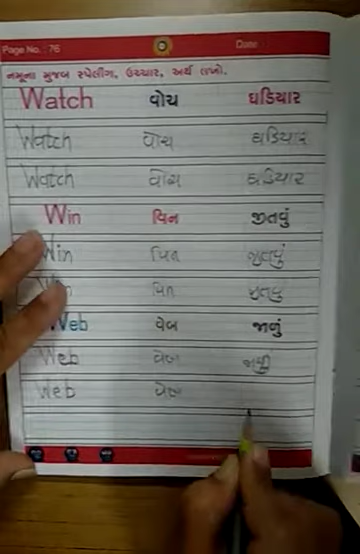 Page No. : 76 Date :
નમૂના મુજબ સ્પેલીંગ, ઉચ્ચાર, અર્થ લખો.
Watch વોચ ઘડિયાર
Watch વોચ ઘડિયાર
Watch વોચ ઘડિયાર
Win વિન જીતવું
Win વિન જીતવું
Win વિન જીતવું
Web વેબ જાળું
Web વેબ જાળું
Web વેબ